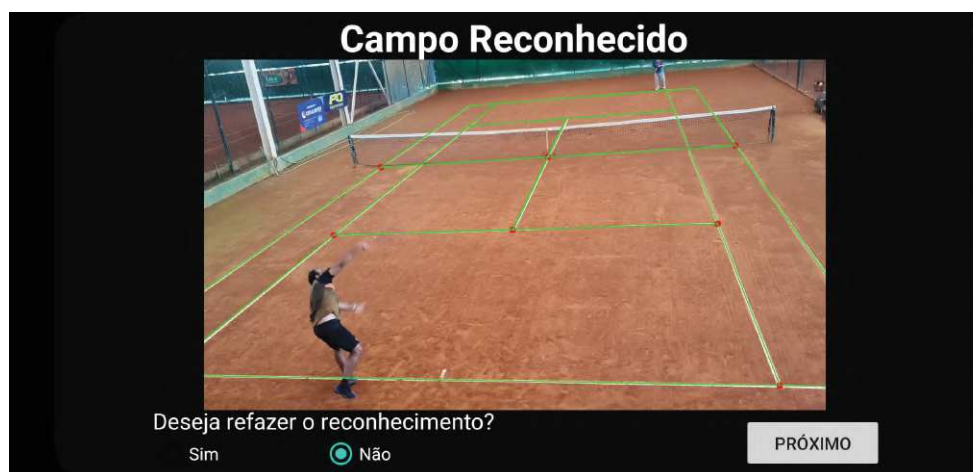 Campo Reconhecido
Deseja refazer o reconhecimento?
Sim
Não
PRÓXIMO